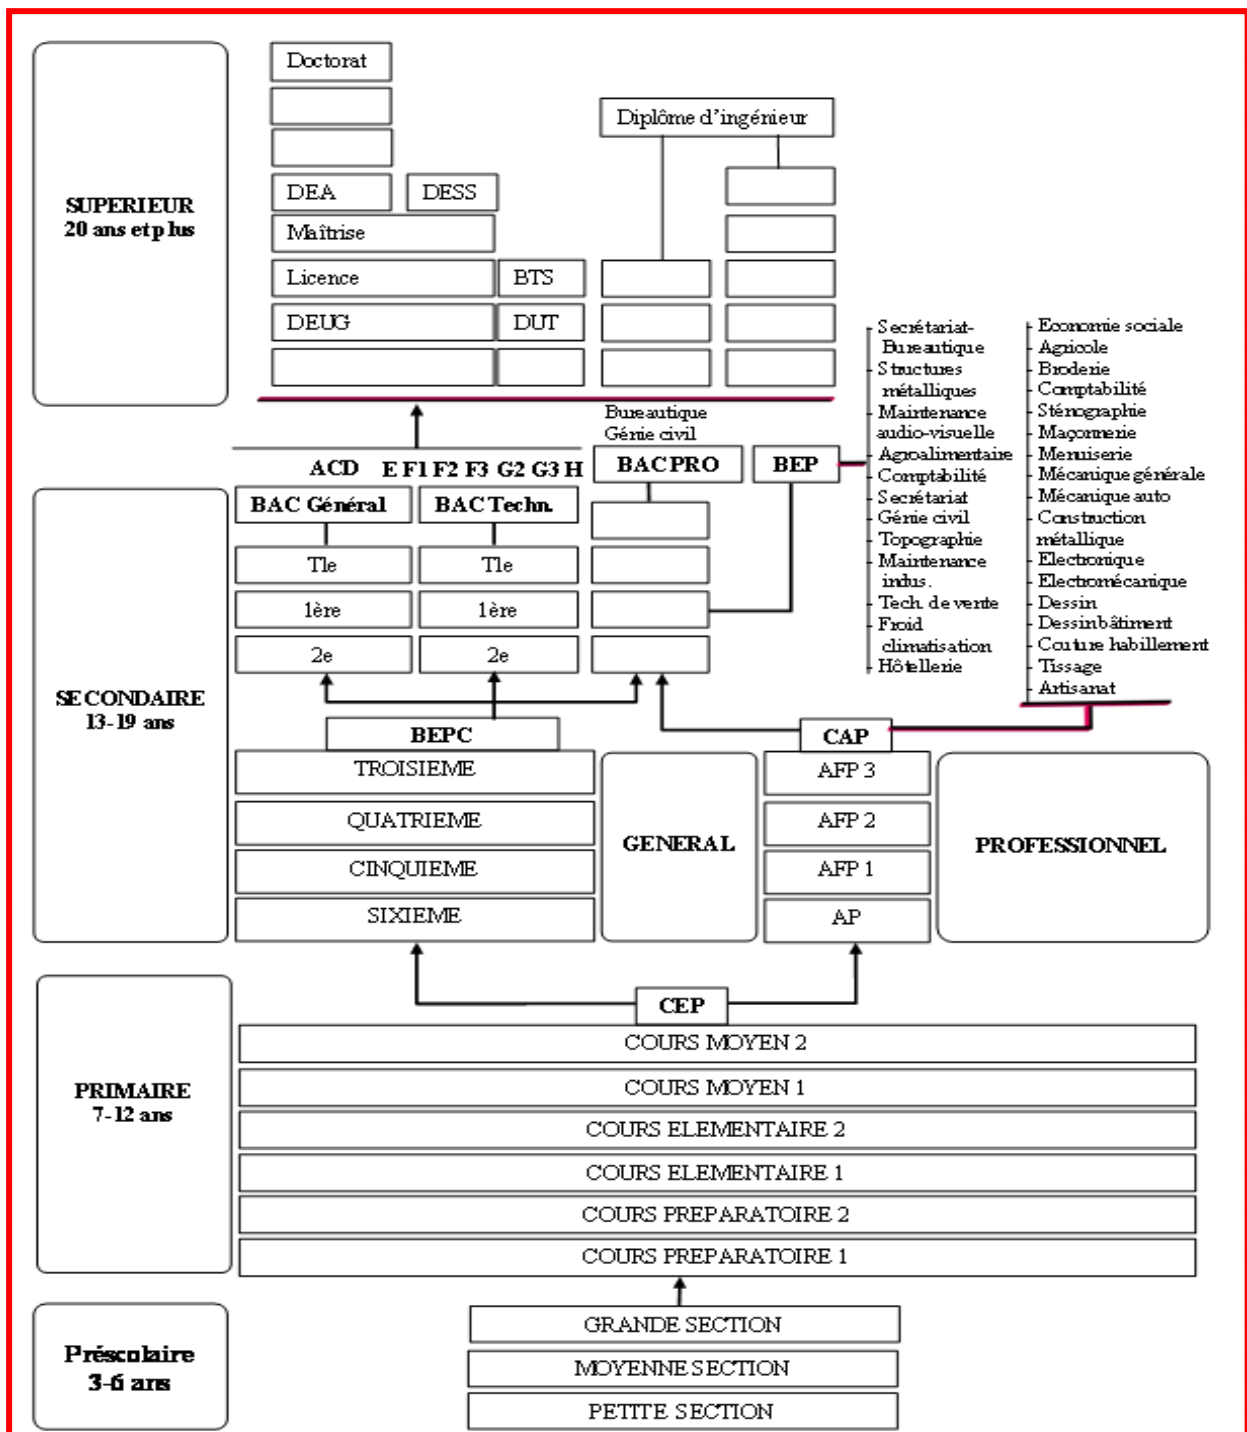 Doctorat
Diplôme d'ingénieur
DEA
DESS
SUPERIEUR
20 ans et plus
Maîtrise
Licence
BTS
DEUG
DUT
Secrétariat-
Bureautique
Structures
métalliques
Maintenance
audio-visuelle
Agroalimentaire
Comptabilité
Secrétariat
Génie civil
Topographie
Maintenance
indus.
Tech. de vente
Froid
climatisation
Hôtellerie
Economie sociale
Agricole
Broderie
Comptabilité
Sténographie
Maçonnerie
Menuiserie
Mécanique générale
Mécanique auto
Construction
métallique
Electronique
Electromécanique
Dessin
Dessin bâtiment
Couture habillement
Tissage
Artisanat
Bureautique
Génie civil
ACD
E F1 F2 F3 G2 G3 H
BAC PRO
BEP
BAC Général
BAC Techn.
Tle
Tle
1ère
1ère
2e
2e
SECONDAIRE
13-19 ans
BEPC
CAP
TROISIEME
AFP 3
QUATRIEME
AFP 2
GENERAL
PROFESSIONNEL
CINQUIEME
AFP 1
SIXIEME
AP
CEP
COURS MOYEN 2
PRIMAIRE
7-12 ans
COURS MOYEN 1
COURS ELEMENTAIRE 2
COURS ELEMENTAIRE 1
COURS PREPARATOIRE 2
COURS PREPARATOIRE 1
GRANDE SECTION
Préscolaire
3-6 ans
MOYENNE SECTION
PETITE SECTION